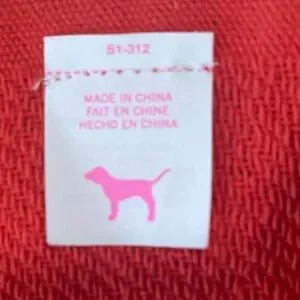 S1-312
MADE IN CHINA
FAIT EN CHINE
HECHO EN CHINA